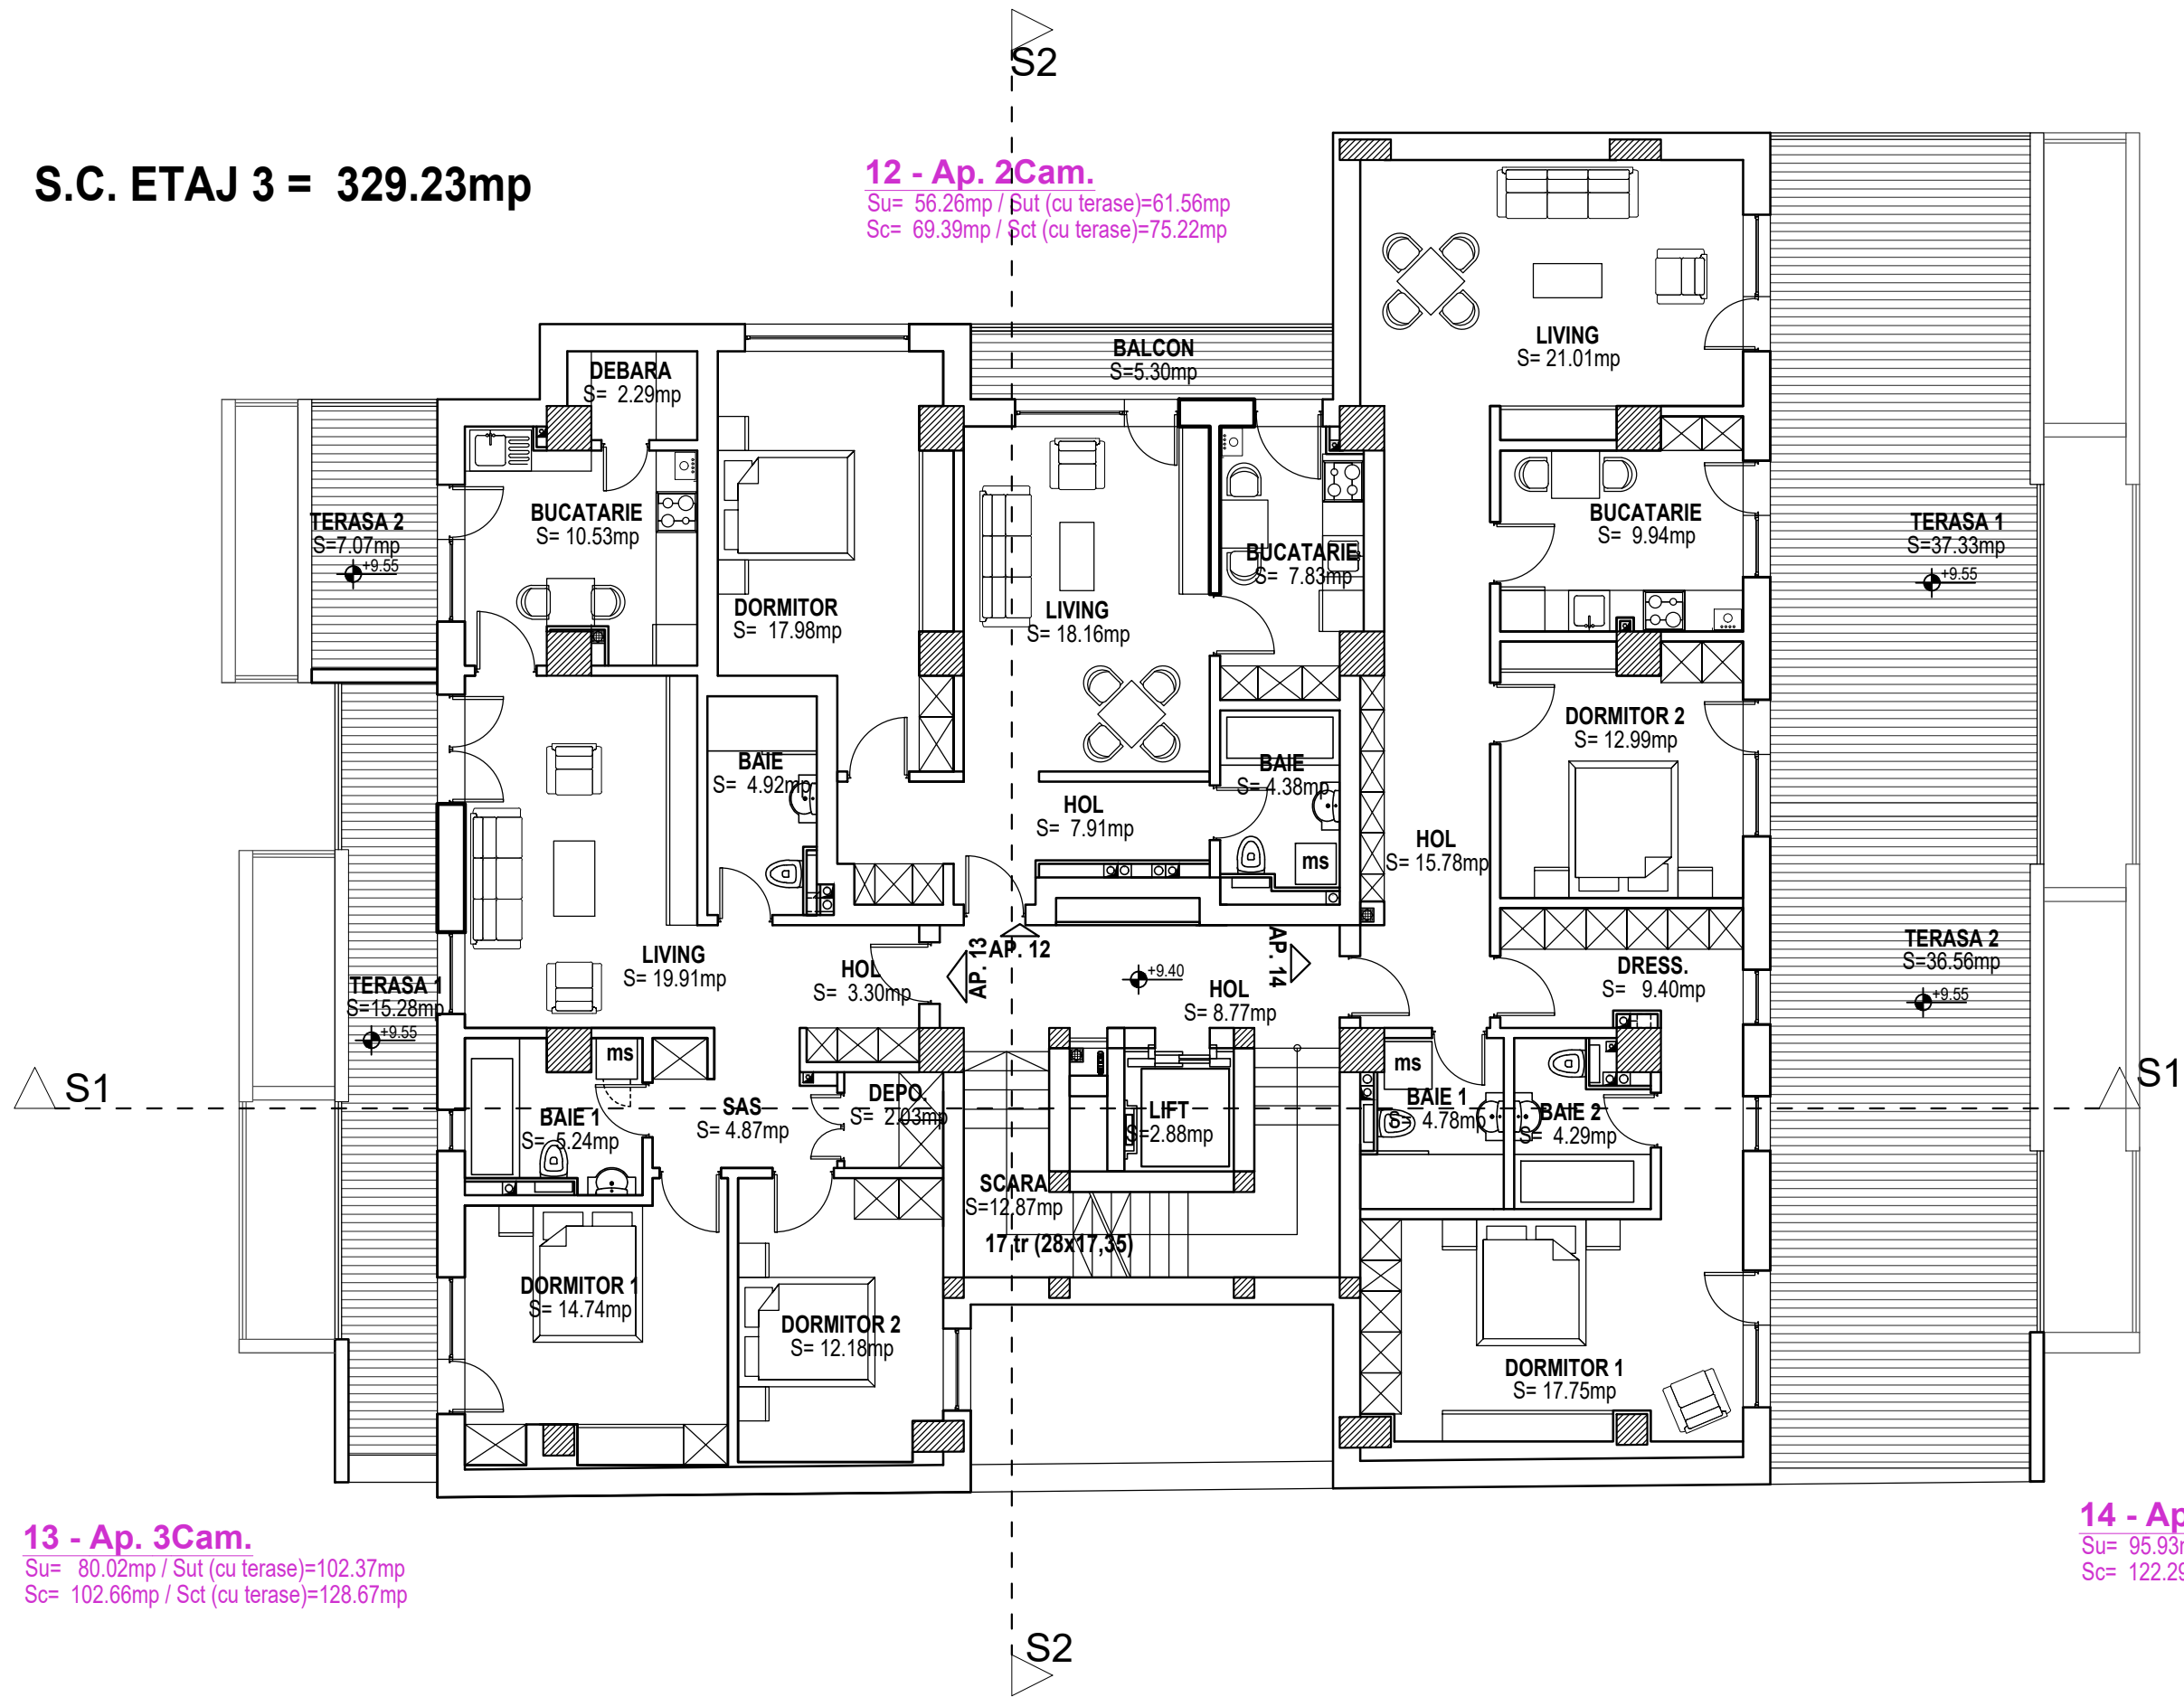 S2
S.C. ETAJ 3 = 329.23mp
12 - Ap. 2Cam.
Su= 56.26mp / Sut (cu terase)=61.56mp
Sc= 69.39mp / Sct (cu terase)=75.22mp
LIVING
S= 21.01mp
BALCON
S=5.30mp
DEBARA
S= 2.29mp
TERASA 2
S=7.07mp
+9.55
BUCATARIE
S= 10.53mp
DORMITOR
S= 17.98mp
LIVING
S= 18.16mp
BUCATARIE
S= 7.83mp
BUCATARIE
S= 9.94mp
TERASA 1
S=37.33mp
+9.55
DORMITOR 2
S= 12.99mp
BAIE
S= 4.92mp
BAIE
S= 4.38mp
ms
HOL
S= 7.91mp
HOL
S= 15.78mp
LIVING
S= 19.91mp
HOL
S= 3.30mp
AP. 13
AP. 12
AP. 14
+9.40
HOL
S= 8.77mp
DRESS.
S= 9.40mp
TERASA 2
S=36.56mp
+9.55
TERASA 1
S=15.28mp
+9.55
S1
S1
ms
BAIE 1
S= 5.24mp
SAS
S= 4.87mp
DEPO.
S= 2.03mp
LIFT
S=2.88mp
ms
BAIE 1
S= 4.78mp
BAIE 2
S= 4.29mp
SCARA
S=12.87mp
17 tr (28x17,35)
DORMITOR 1
S= 14.74mp
DORMITOR 2
S= 12.18mp
DORMITOR 1
S= 17.75mp
13 - Ap. 3Cam.
Su= 80.02mp / Sut (cu terase)=102.37mp
Sc= 102.66mp / Sct (cu terase)=128.67mp
14 - Ap
Su= 95.93
Sc= 122.29
S2